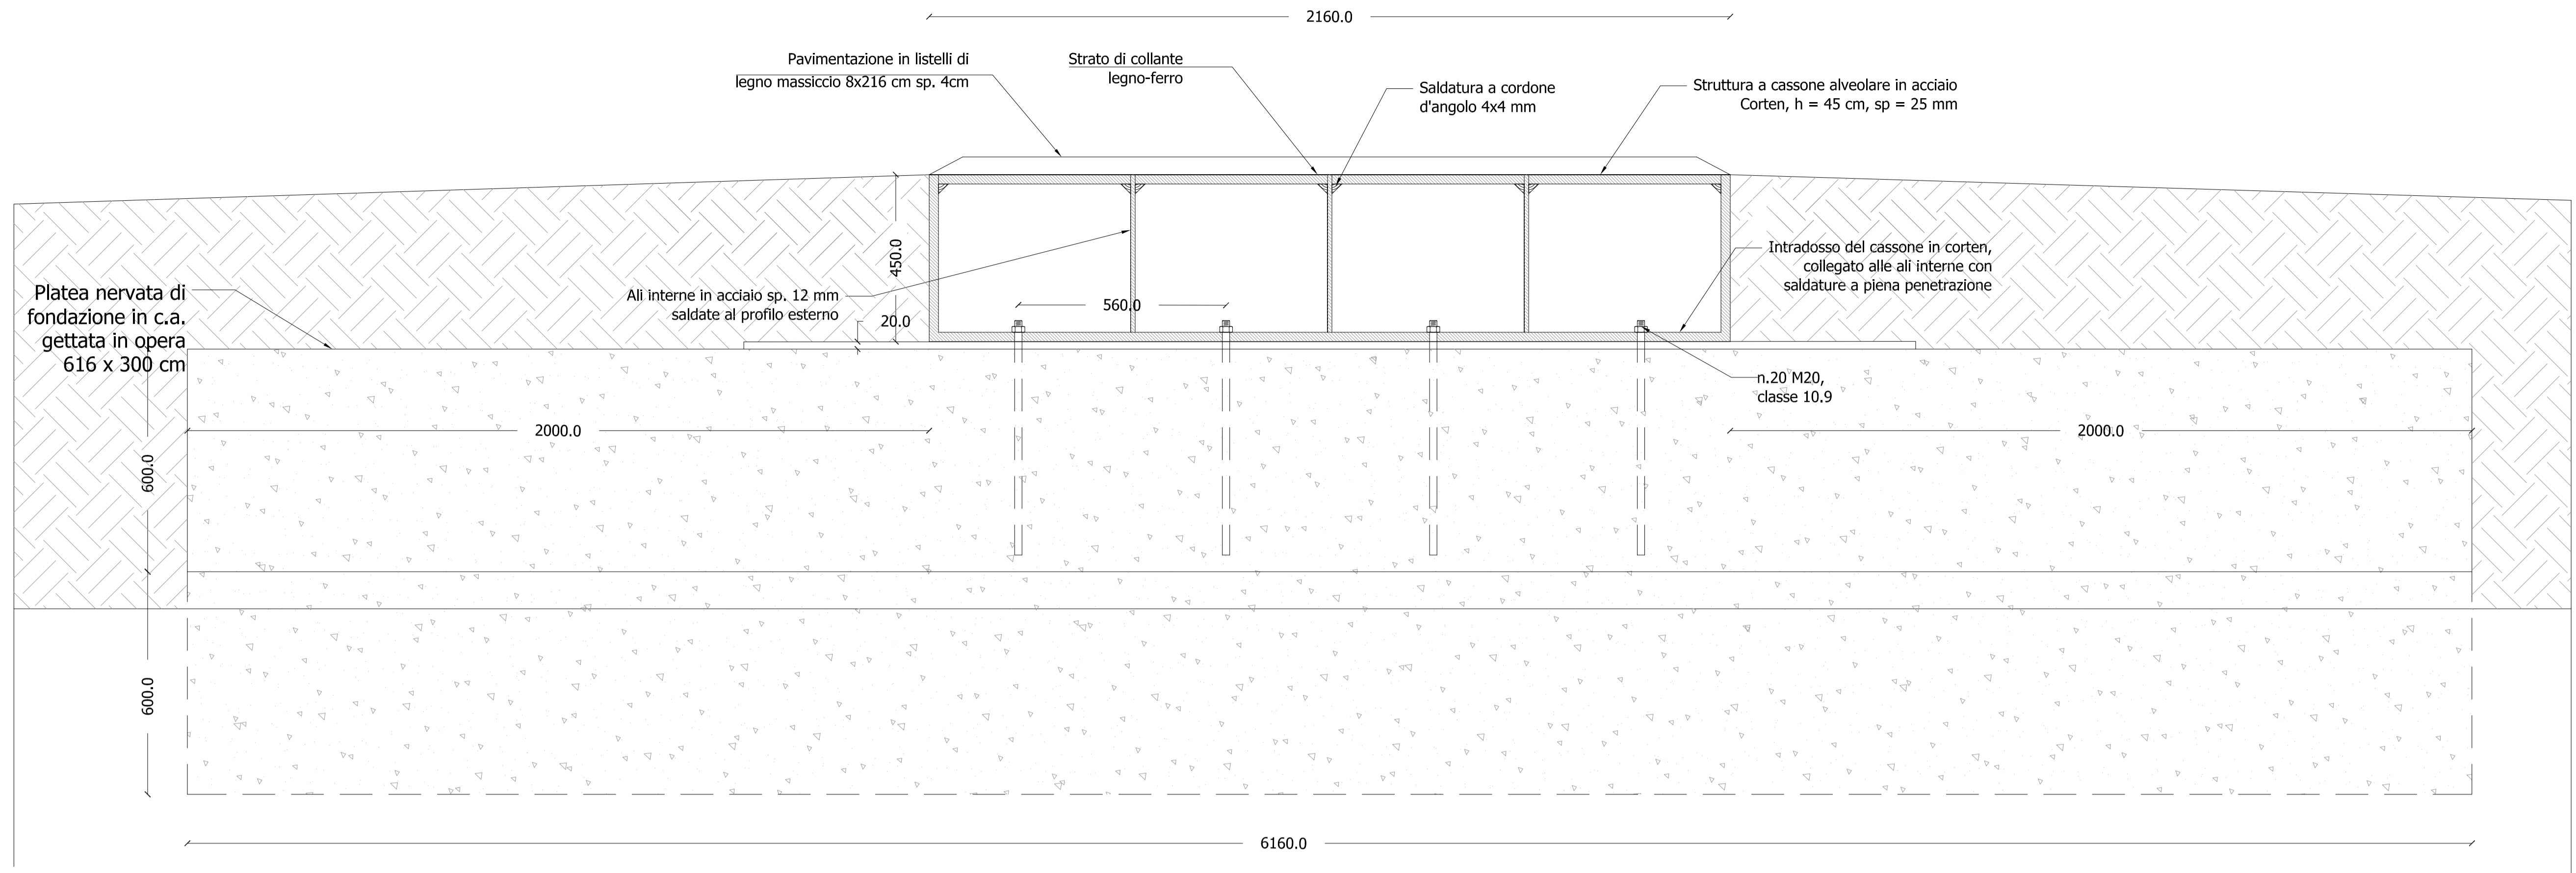 2160.0
Pavimentazione in listelli di
legno massiccio 8x216 cm sp. 4cm
Strato di collante
legno-ferro
Saldatura a cordone
d'angolo 4x4 mm
Struttura a cassone alveolare in acciaio
Corten, h = 45 cm, sp = 25 mm
450.0
Intradosso del cassone in corten,
collegato alle ali interne con
saldature a piena penetrazione
Platea nervata di
fondazione in c.a.
gettata in opera
616 x 300 cm
Ali interne in acciaio sp. 12 mm
saldate al profilo esterno
560.0
20.0
n.20 M20,
classe 10.9
2000.0
2000.0
600.0
600.0
6160.0